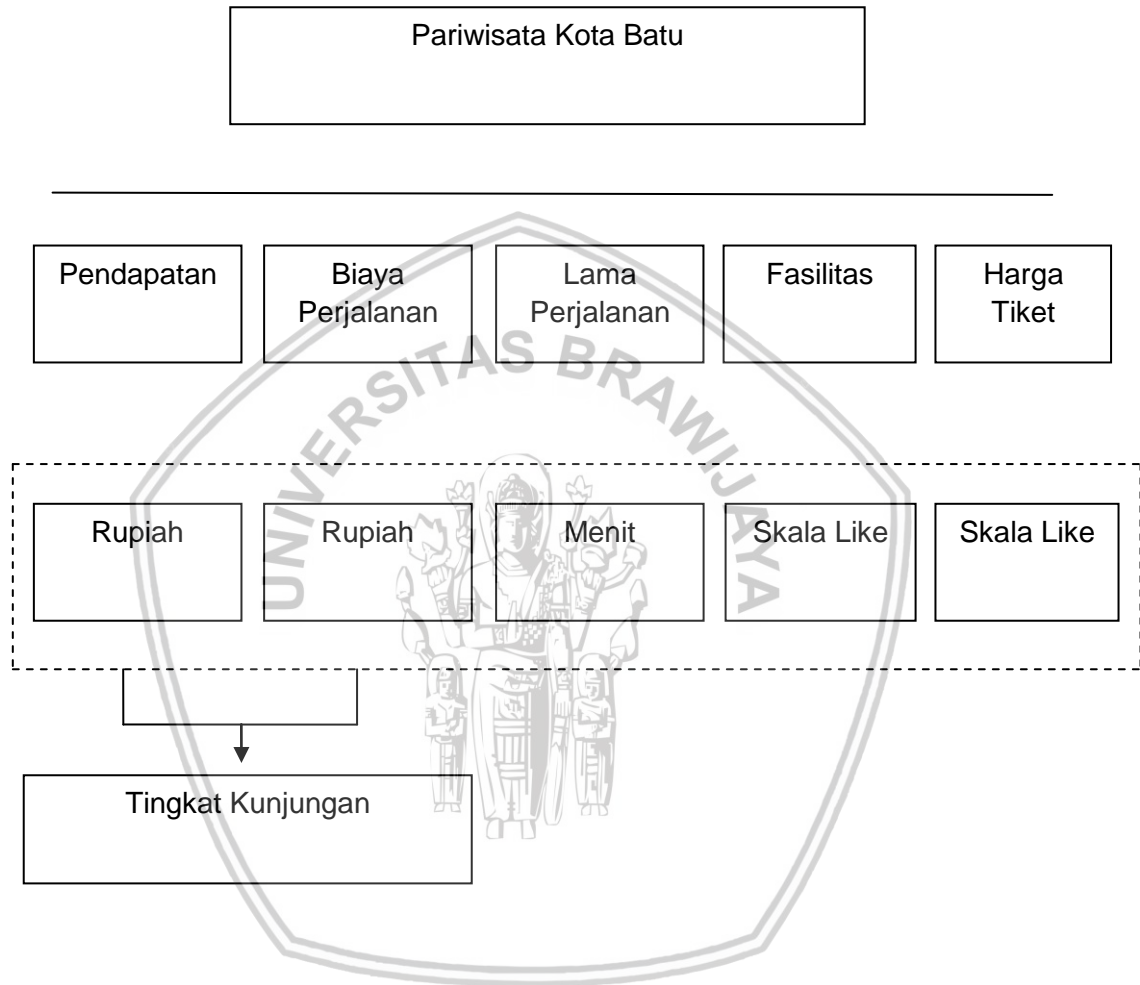 Pariwisata Kota Batu
Pendapatan
Biaya
Perjalanan
Lama
Perjalanan
Fasilitas
Harga
Tiket
UNIVERSITAS BRAWIJAYA
Rupiah
Rupiah
Menit
Skala Like
Skala Like
Tingkat Kunjungan